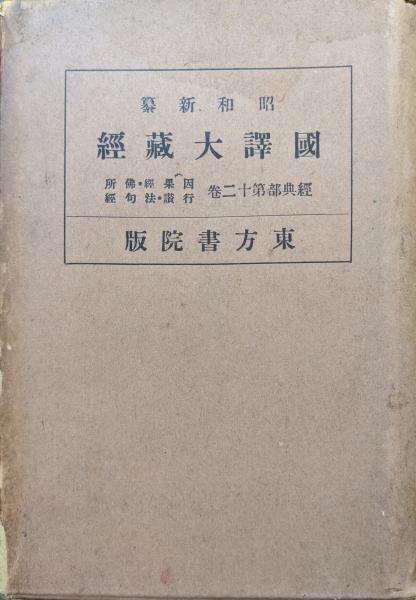 昭和新纂
國譯大藏經
經典部第十二卷
因果經・佛所
行讃・法句經
東方書院版